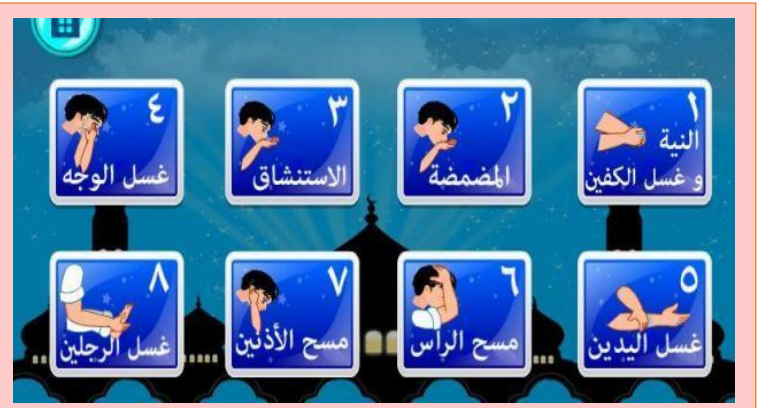 ١
النية
و غسل الكفين
٢
المضمضة
٣
الاستنشاق
٤
غسل الوجه
٥
غسل اليدين
٦
مسح الرأس
٧
مسح الأذنين
٨
غسل الرجلين